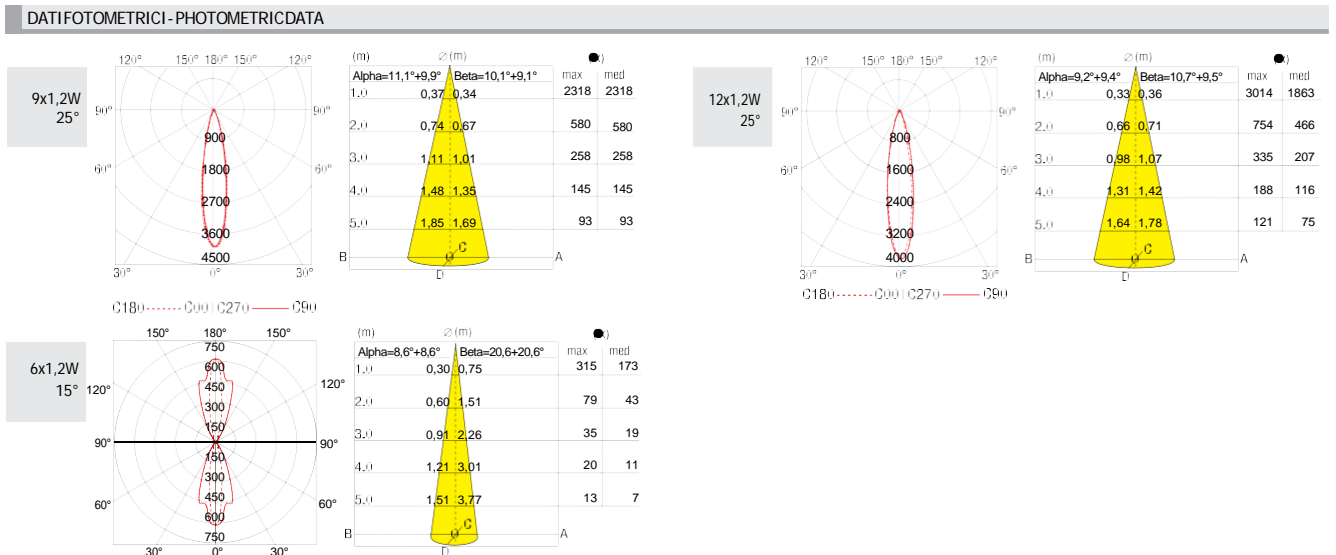 DATI FOTOMETRICI - PHOTOMETRIC DATA
9x1,2W
25°
120° 150° 180° 150° 120°
90° 90°
60° 60°
30° 0° 30°
900
1800
2700
3600
4500
C180 C00 | C270 C90
(m) ∅ (m)
Alpha=11,1°+9,9° Beta=10,1°+9,1° max med
1.0 0,37 0,34 2318 2318
2.0 0,74 0,67 580 580
3.0 1,11 1,01 258 258
4.0 1,48 1,35 145 145
5.0 1,85 1,69 93 93
B C A
D
12x1,2W
25°
120° 150° 180° 150° 120°
90° 90°
60° 60°
30° 0° 30°
800
1600
2400
3200
4000
C180 C00 | C270 C90
(m) ∅ (m)
Alpha=9,2°+9,4° Beta=10,7°+9,5° max med
1.0 0,33 0,36 3014 1863
2.0 0,66 0,71 754 466
3.0 0,98 1,07 335 207
4.0 1,31 1,42 188 116
5.0 1,64 1,78 121 75
B C A
D
6x1,2W
15°
150° 180° 150°
120° 120°
90° 90°
60° 60°
30° 0° 30°
750
600
450
300
150
150
300
450
600
750
(m) ∅ (m)
Alpha=8,6°+8,6° Beta=20,6+20,6° max med
1.0 0,30 0,75 315 173
2.0 0,60 1,51 79 43
3.0 0,91 2,26 35 19
4.0 1,21 3,01 20 11
5.0 1,51 3,77 13 7
B C A
D